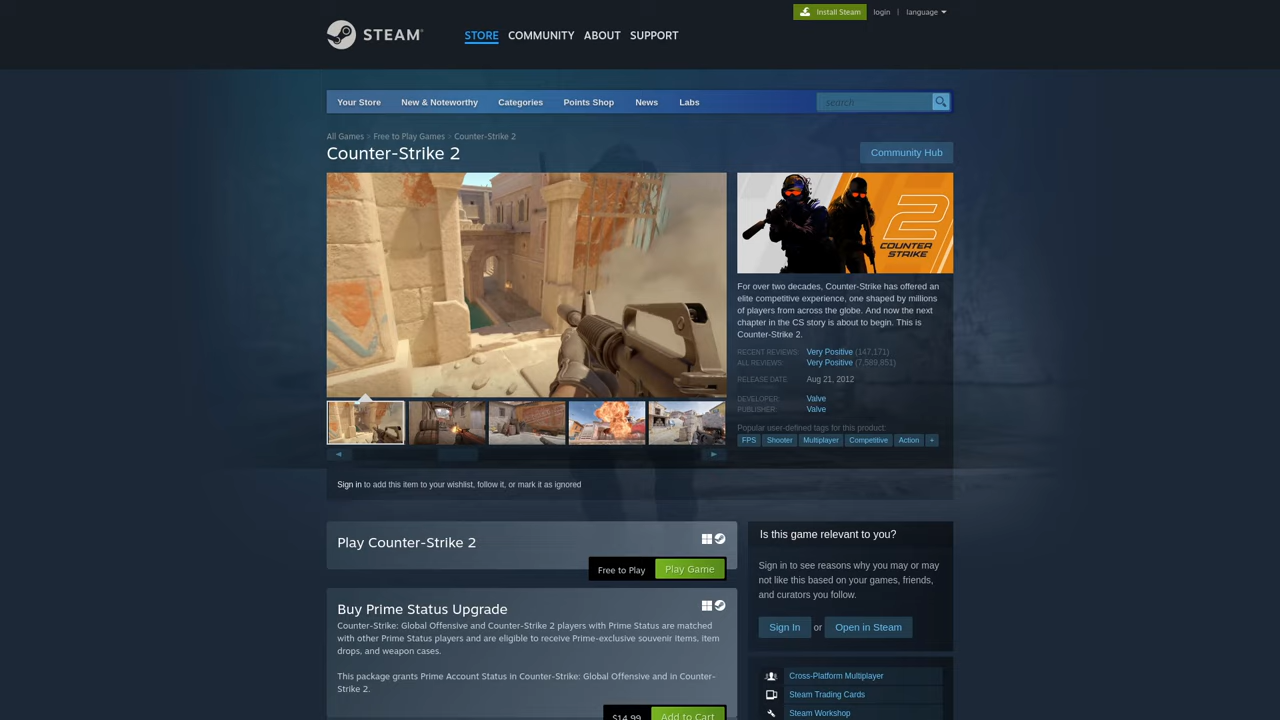 Install Steam
login
|
language
STEAM®
STORE
COMMUNITY
ABOUT
SUPPORT
Your Store
New & Noteworthy
Categories
Points Shop
News
Labs
search
All Games > Free to Play Games > Counter-Strike 2
Counter-Strike 2
Community Hub
2
COUNTER
STRIKE
For over two decades, Counter-Strike has offered an
elite competitive experience, one shaped by millions
of players from across the globe. And now the next
chapter in the CS story is about to begin. This is
Counter-Strike 2.
RECENT REVIEWS: Very Positive (147,171)
ALL REVIEWS: Very Positive (7,589,851)
RELEASE DATE: Aug 21, 2012
DEVELOPER: Valve
PUBLISHER: Valve
Popular user-defined tags for this product:
FPS Shooter Multiplayer Competitive Action +
Sign in to add this item to your wishlist, follow it, or mark it as ignored
Play Counter-Strike 2
Free to Play
Play Game
Buy Prime Status Upgrade
Counter-Strike: Global Offensive and Counter-Strike 2 players with Prime Status are matched
with other Prime Status players and are eligible to receive Prime-exclusive souvenir items, item
drops, and weapon cases.
This package grants Prime Account Status in Counter-Strike: Global Offensive and in Counter-
Strike 2.
$14.99
Add to Cart
Is this game relevant to you?
Sign in to see reasons why you may or may
not like this based on your games, friends,
and curators you follow.
Sign In or Open in Steam
Cross-Platform Multiplayer
Steam Trading Cards
Steam Workshop